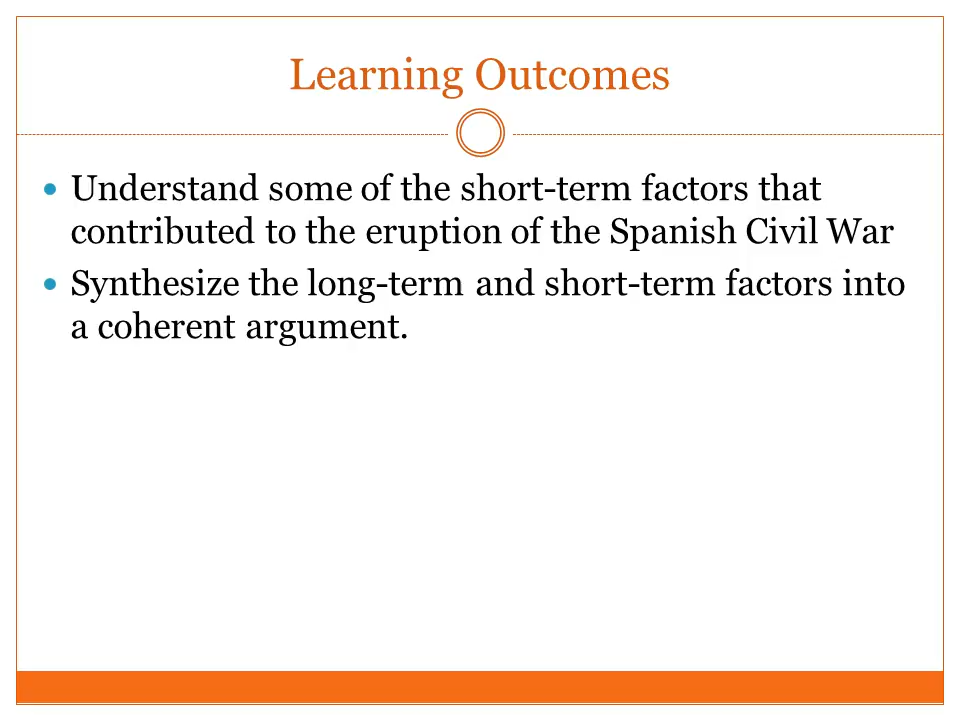 Learning Outcomes
Understand some of the short-term factors that
contributed to the eruption of the Spanish Civil War
Synthesize the long-term and short-term factors into
a coherent argument.